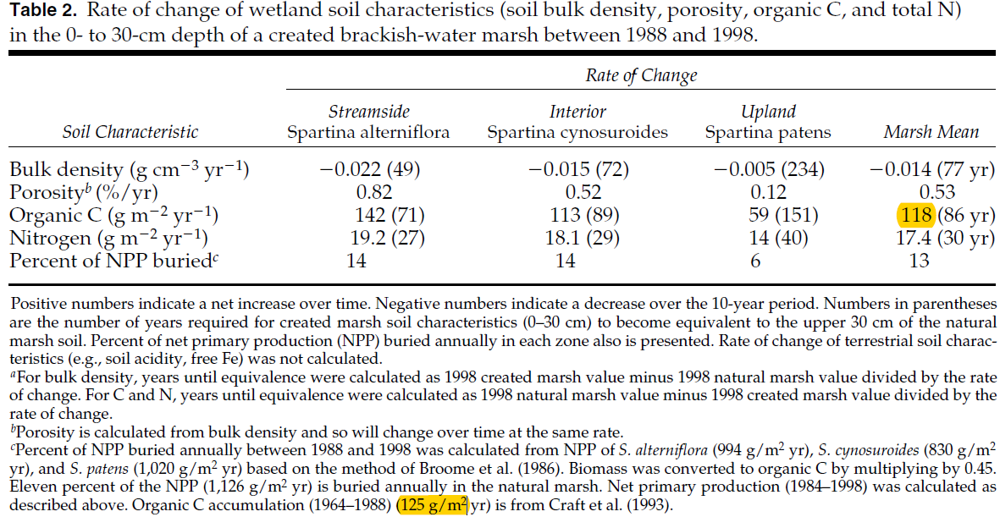 Table 2. Rate of change of wetland soil characteristics (soil bulk density, porosity, organic C, and total N)
in the 0- to 30-cm depth of a created brackish-water marsh between 1988 and 1998.
Rate of Change
Streamside Interior Upland
Soil Characteristic Spartina alterniflora Spartina cynosuroides Spartina patens Marsh Mean
Bulk density (g cm−3 yr−1) −0.022 (49) −0.015 (72) −0.005 (234) −0.014 (77 yr)
Porosityb (%/yr) 0.82 0.52 0.12 0.53
Organic C (g m−2 yr−1) 142 (71) 113 (89) 59 (151) 118 (86 yr)
Nitrogen (g m−2 yr−1) 19.2 (27) 18.1 (29) 14 (40) 17.4 (30 yr)
Percent of NPP buriedc 14 14 6 13
Positive numbers indicate a net increase over time. Negative numbers indicate a decrease over the 10-year period. Numbers in parentheses
are the number of years required for created marsh soil characteristics (0–30 cm) to become equivalent to the upper 30 cm of the natural
marsh soil. Percent of net primary production (NPP) buried annually in each zone also is presented. Rate of change of terrestrial soil charac-
teristics (e.g., soil acidity, free Fe) was not calculated.
aFor bulk density, years until equivalence were calculated as 1998 created marsh value minus 1998 natural marsh value divided by the rate
of change. For C and N, years until equivalence were calculated as 1998 natural marsh value minus 1998 created marsh value divided by the
rate of change.
bPorosity is calculated from bulk density and so will change over time at the same rate.
cPercent of NPP buried annually between 1988 and 1998 was calculated from NPP of S. alterniflora (994 g/m2 yr), S. cynosuroides (830 g/m2
yr), and S. patens (1,020 g/m2 yr) based on the method of Broome et al. (1986). Biomass was converted to organic C by multiplying by 0.45.
Eleven percent of the NPP (1,126 g/m2 yr) is buried annually in the natural marsh. Net primary production (1984–1998) was calculated as
described above. Organic C accumulation (1964–1988) (125 g/m2 yr) is from Craft et al. (1993).